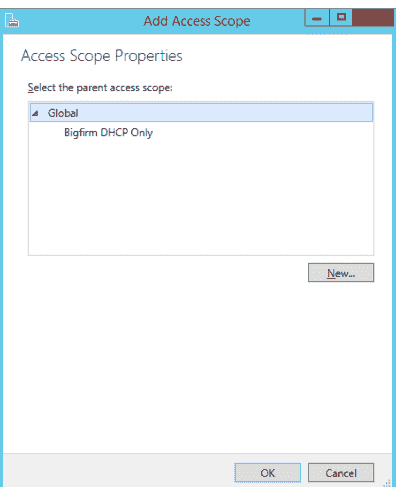 Add Access Scope
Access Scope Properties
Select the parent access scope:
Global
Bigfirm DHCP Only
New...
OK
Cancel